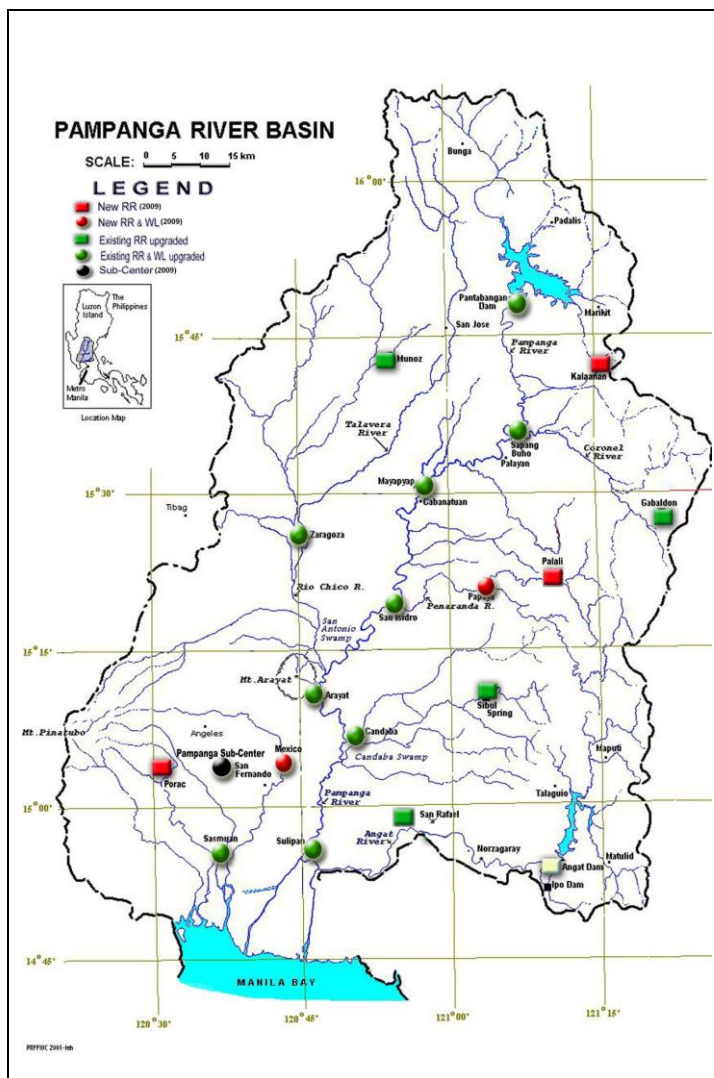 PAMPANGA RIVER BASIN
SCALE: 0 5 10 15 km
LEGEND
New RR (2009)
New RR & WL (2009)
Existing RR upgraded
Existing RR & WL upgraded
Sub-Center (2009)
Luzon Island
The Philippines
Metro Manila
Location Map
Bunga
16° 00'
Padalis
Pantabangan Dam
Marikit
San Jose
15° 45'
Pampanga River
Munoz
Kalaanan
Talavera River
Sapang Buho
Coronel River
Palayan
Mayapyap
Cabanatuan
15° 30'
Gabaldon
Tibag
Zaragoza
Palali
Rio Chico R.
Papaya
Penaranda R.
San Isidro
San Antonio Swamp
15° 15'
Mt. Arayat
Arayat
Sibul Spring
Mt. Pinatubo
Angeles
Candaba
Candaba Swamp
Maputi
Pampanga Sub-Center
Mexico
San Fernando
Porac
Talaguio
Pampanga River
15° 00'
San Rafael
Angat River
Sasmuan
Sulipan
Norzagaray
Matulid
Angat Dam
Ipo Dam
14° 45'
MANILA BAY
120° 30'
120° 45'
121° 00'
121° 15'